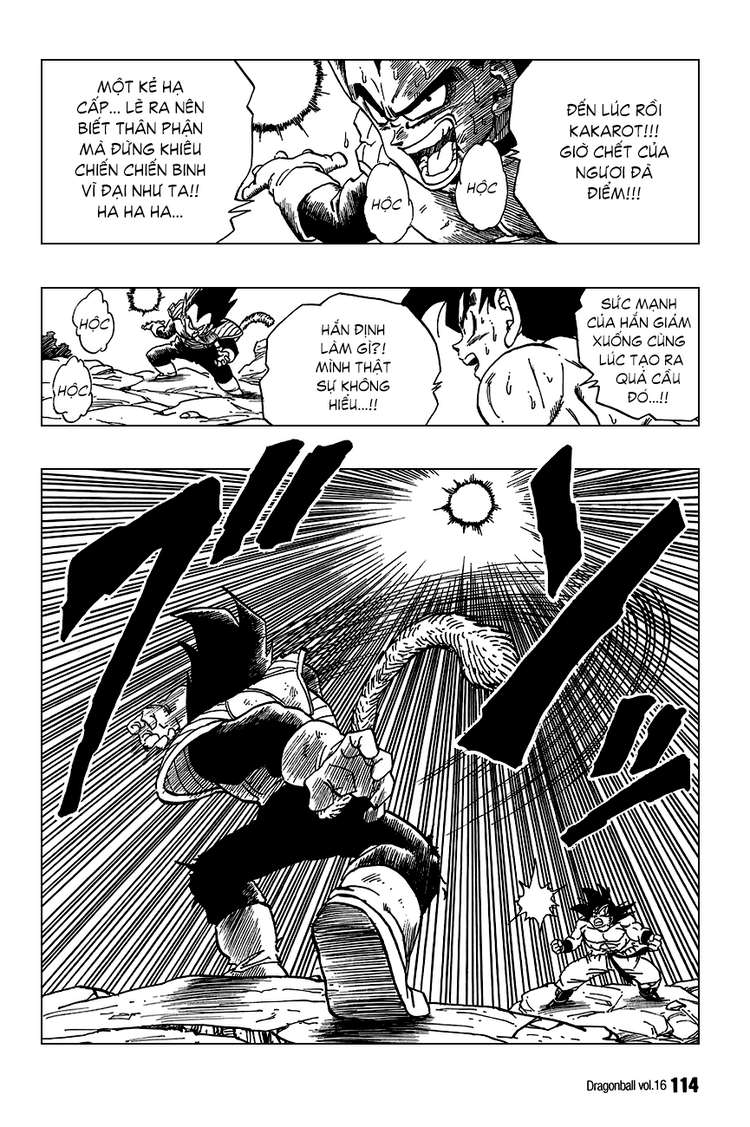 ĐẾN LÚC RỒI
KAKAROT!!!
GIỜ CHẾT CỦA
NGƯƠI ĐÃ
ĐIỂM!!!
HỘC
HỘC
MỘT KẺ HẠ
CẤP... LẼ RA NÊN
BIẾT THÂN PHẬN
MÀ ĐỪNG KHIÊU
CHIẾN CHIẾN BINH
VĨ ĐẠI NHƯ TA!!
HA HA HA...
SỨC MẠNH
CỦA HẮN GIẢM
XUỐNG CÙNG
LÚC TẠO RA
QUẢ CẦU
ĐÓ...!!
HẮN ĐỊNH
LÀM GÌ?!
MÌNH THẬT
SỰ KHÔNG
HIỂU...!!
HỘC
HỘC
Dragonball vol.16 114